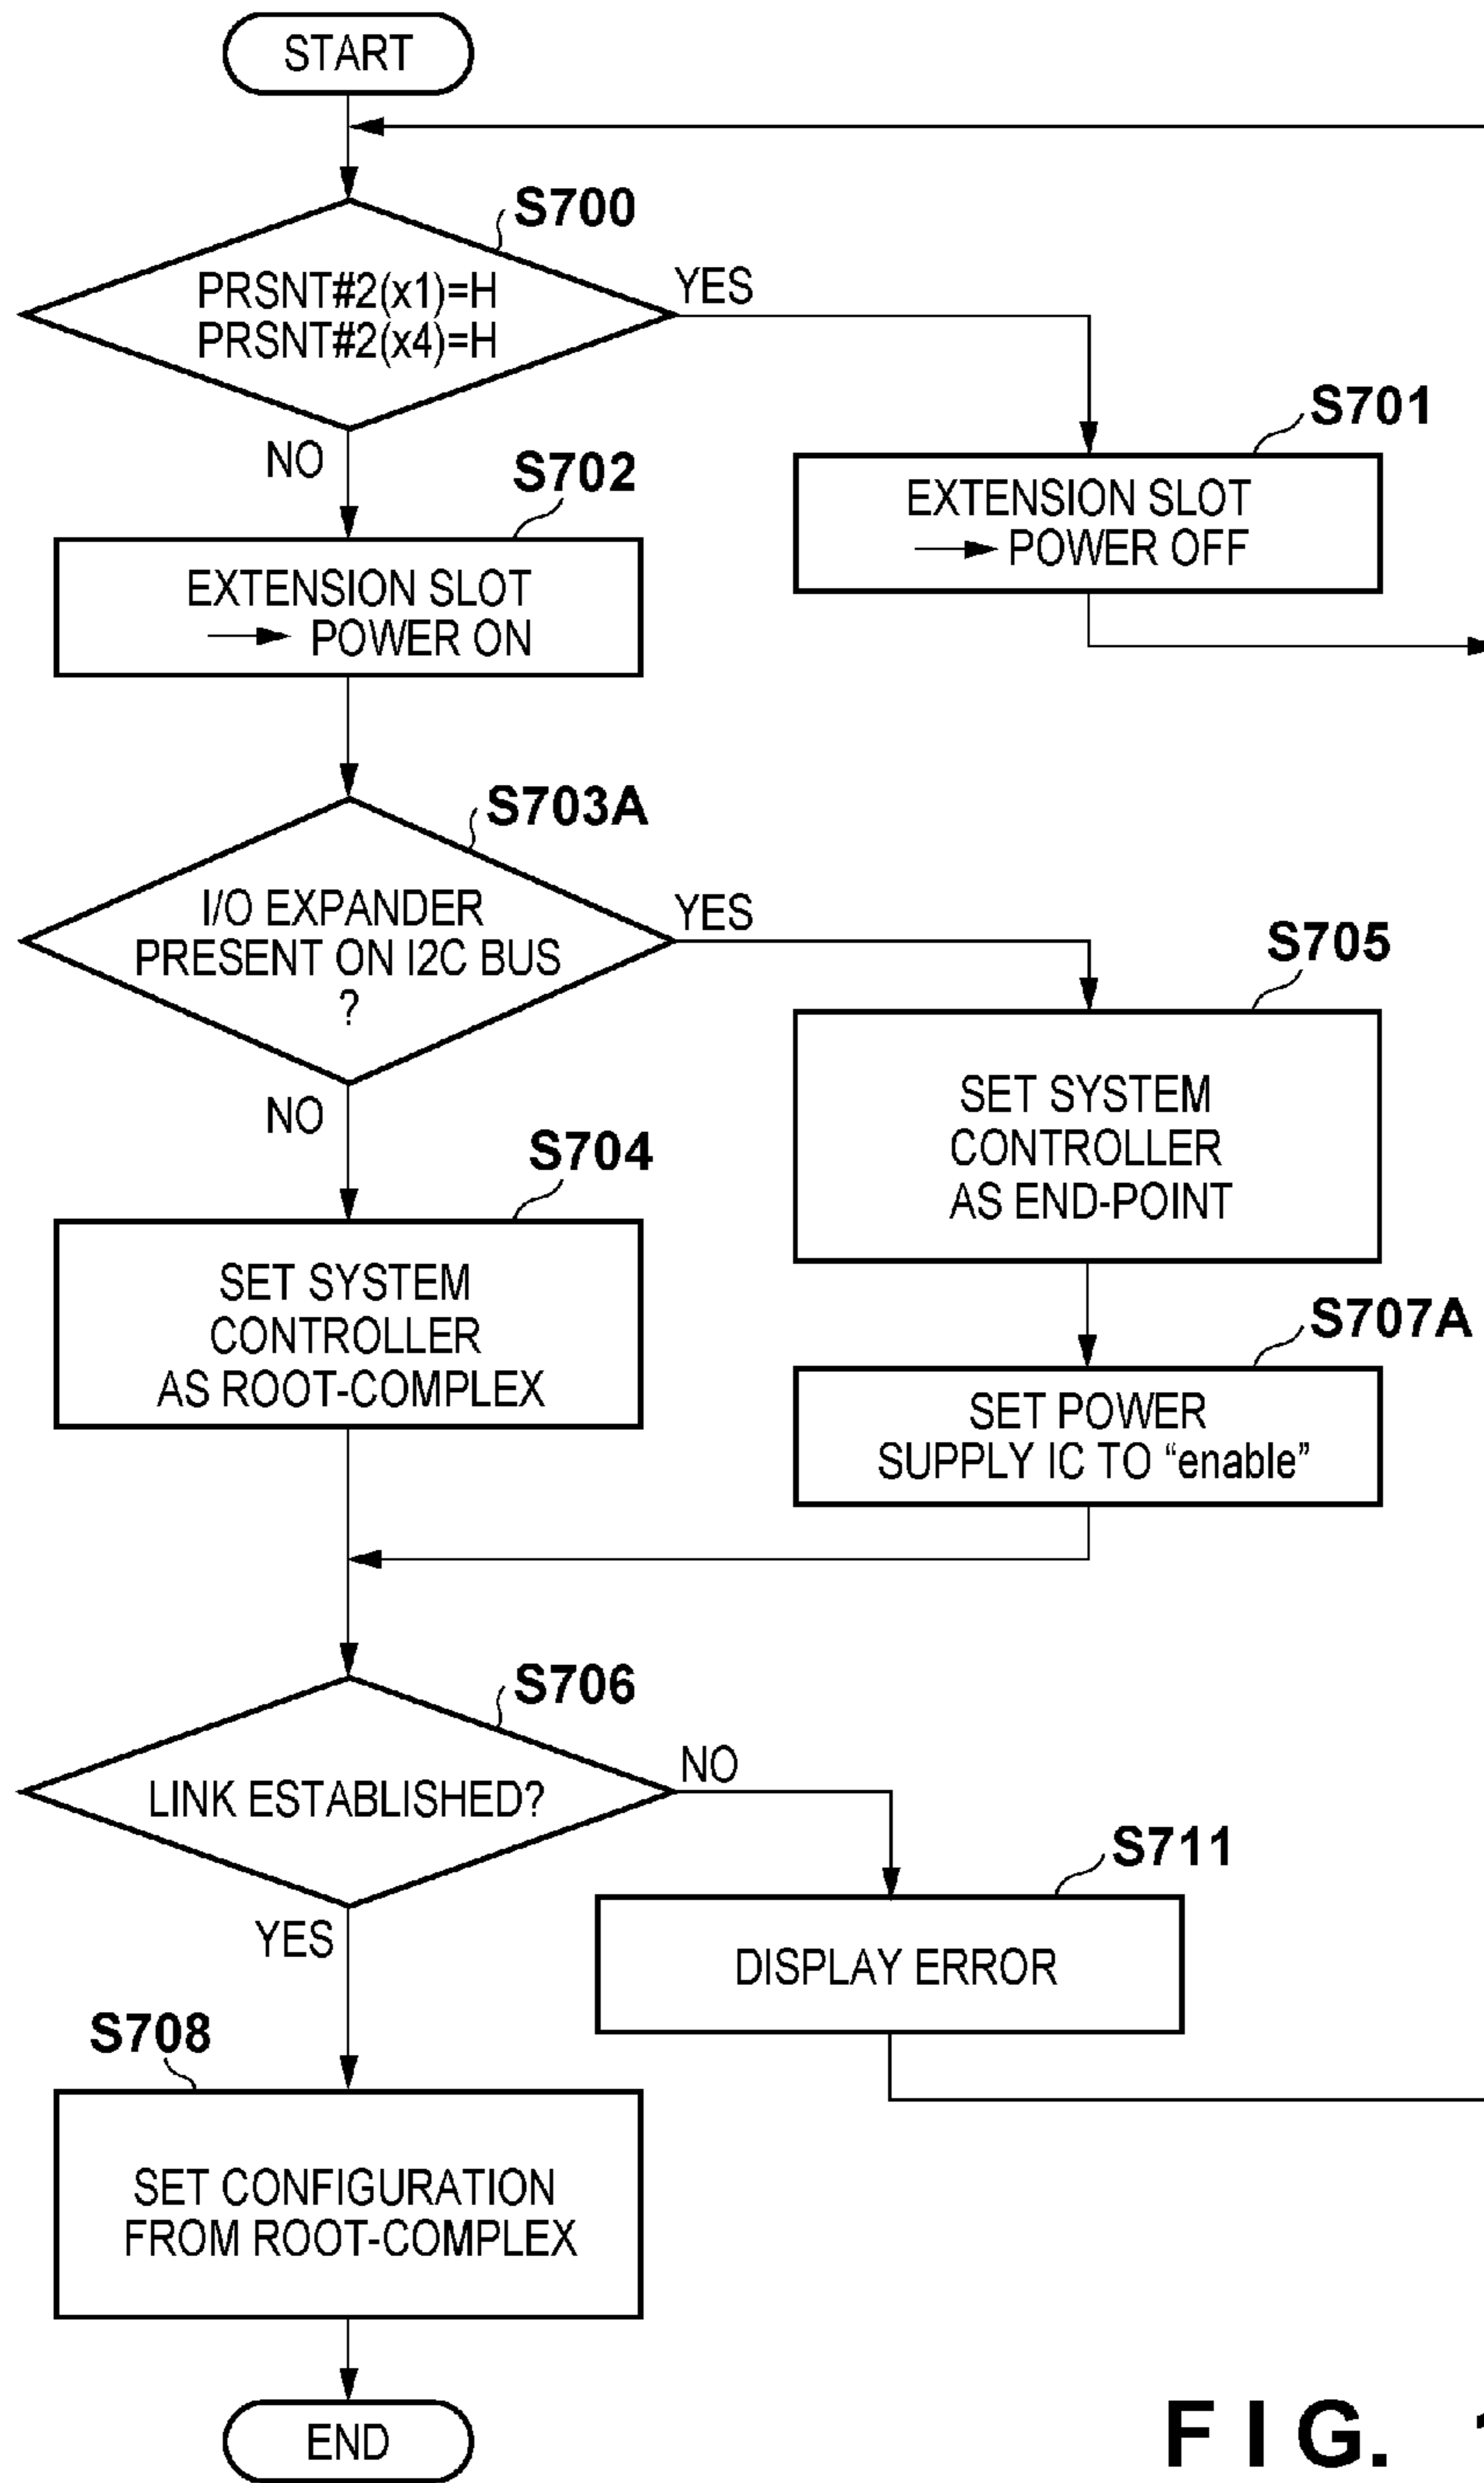 START
S700
PRSNT#2(x1)=H
PRSNT#2(x4)=H
YES
NO
S701
EXTENSION SLOT
→ POWER OFF
S702
EXTENSION SLOT
→ POWER ON
S703A
I/O EXPANDER
PRESENT ON I2C BUS
?
YES
NO
S705
SET SYSTEM
CONTROLLER
AS END-POINT
S704
SET SYSTEM
CONTROLLER
AS ROOT-COMPLEX
S707A
SET POWER
SUPPLY IC TO “enable”
S706
LINK ESTABLISHED?
NO
YES
S711
DISPLAY ERROR
S708
SET CONFIGURATION
FROM ROOT-COMPLEX
END
FIG.